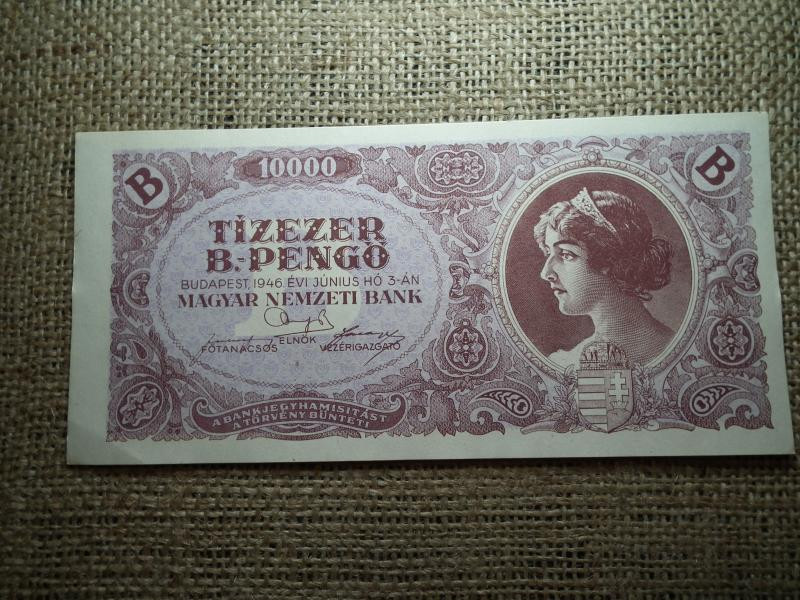 B
10000
B
TÍZEZER
B.-PENGŐ
BUDAPEST, 1946. ÉVI JÚNIUS HÓ 3-ÁN
MAGYAR NEMZETI BANK
FŐTANÁCSOS ELNÖK VEZÉRIGAZGATÓ
A BANKJEGYHAMISÍTÁST
A TÖRVÉNY BÜNTETI